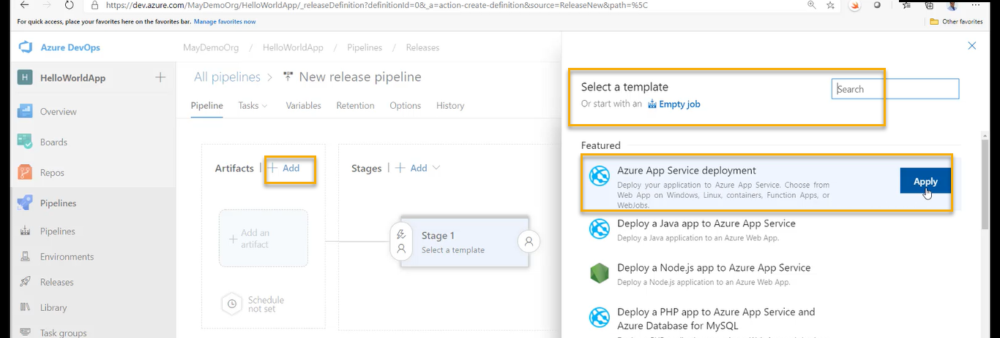 https://dev.azure.com/MayDemoOrg/HelloWorldApp/_releaseDefinition?definitionId=0&_a=action-create-definition&source=ReleaseNew&path=%5C
For quick access, place your favorites here on the favorites bar. Manage favorites now
Other favorites
Azure DevOps
MayDemoOrg / HelloWorldApp / Pipelines / Releases
H HelloWorldApp
All pipelines > New release pipeline
Pipeline Tasks Variables Retention Options History
Overview
Boards
Repos
Pipelines
Pipelines
Environments
Releases
Library
Task groups
Artifacts | + Add
Add an
artifact
Schedule
not set
Stages | + Add
Stage 1
Select a template
Select a template
Or start with an Empty job
Search
Featured
Azure App Service deployment
Deploy your application to Azure App Service. Choose from
Web App on Windows, Linux, containers, Function Apps, or
WebJobs.
Apply
Deploy a Java app to Azure App Service
Deploy a Java application to an Azure Web App.
Deploy a Node.js app to Azure App Service
Deploy a Node.js application to an Azure Web App.
Deploy a PHP app to Azure App Service and
Azure Database for MySQL